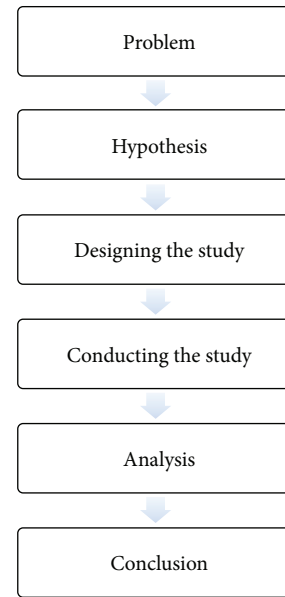 Problem
Hypothesis
Designing the study
Conducting the study
Analysis
Conclusion